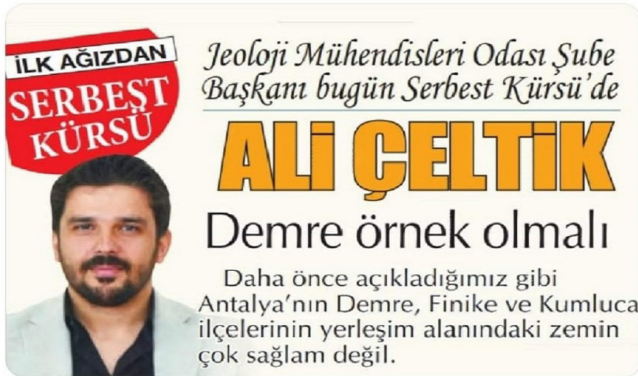 İLK AĞIZDAN
SERBEST
KÜRSÜ
Jeoloji Mühendisleri Odası Şube
Başkanı bugün Serbest Kürsü’de
ALİ ÇELTİK
Demre örnek olmalı
Daha önce açıkladığımız gibi
Antalya’nın Demre, Finike ve Kumluca
ilçelerinin yerleşim alanındaki zemin
çok sağlam değil.